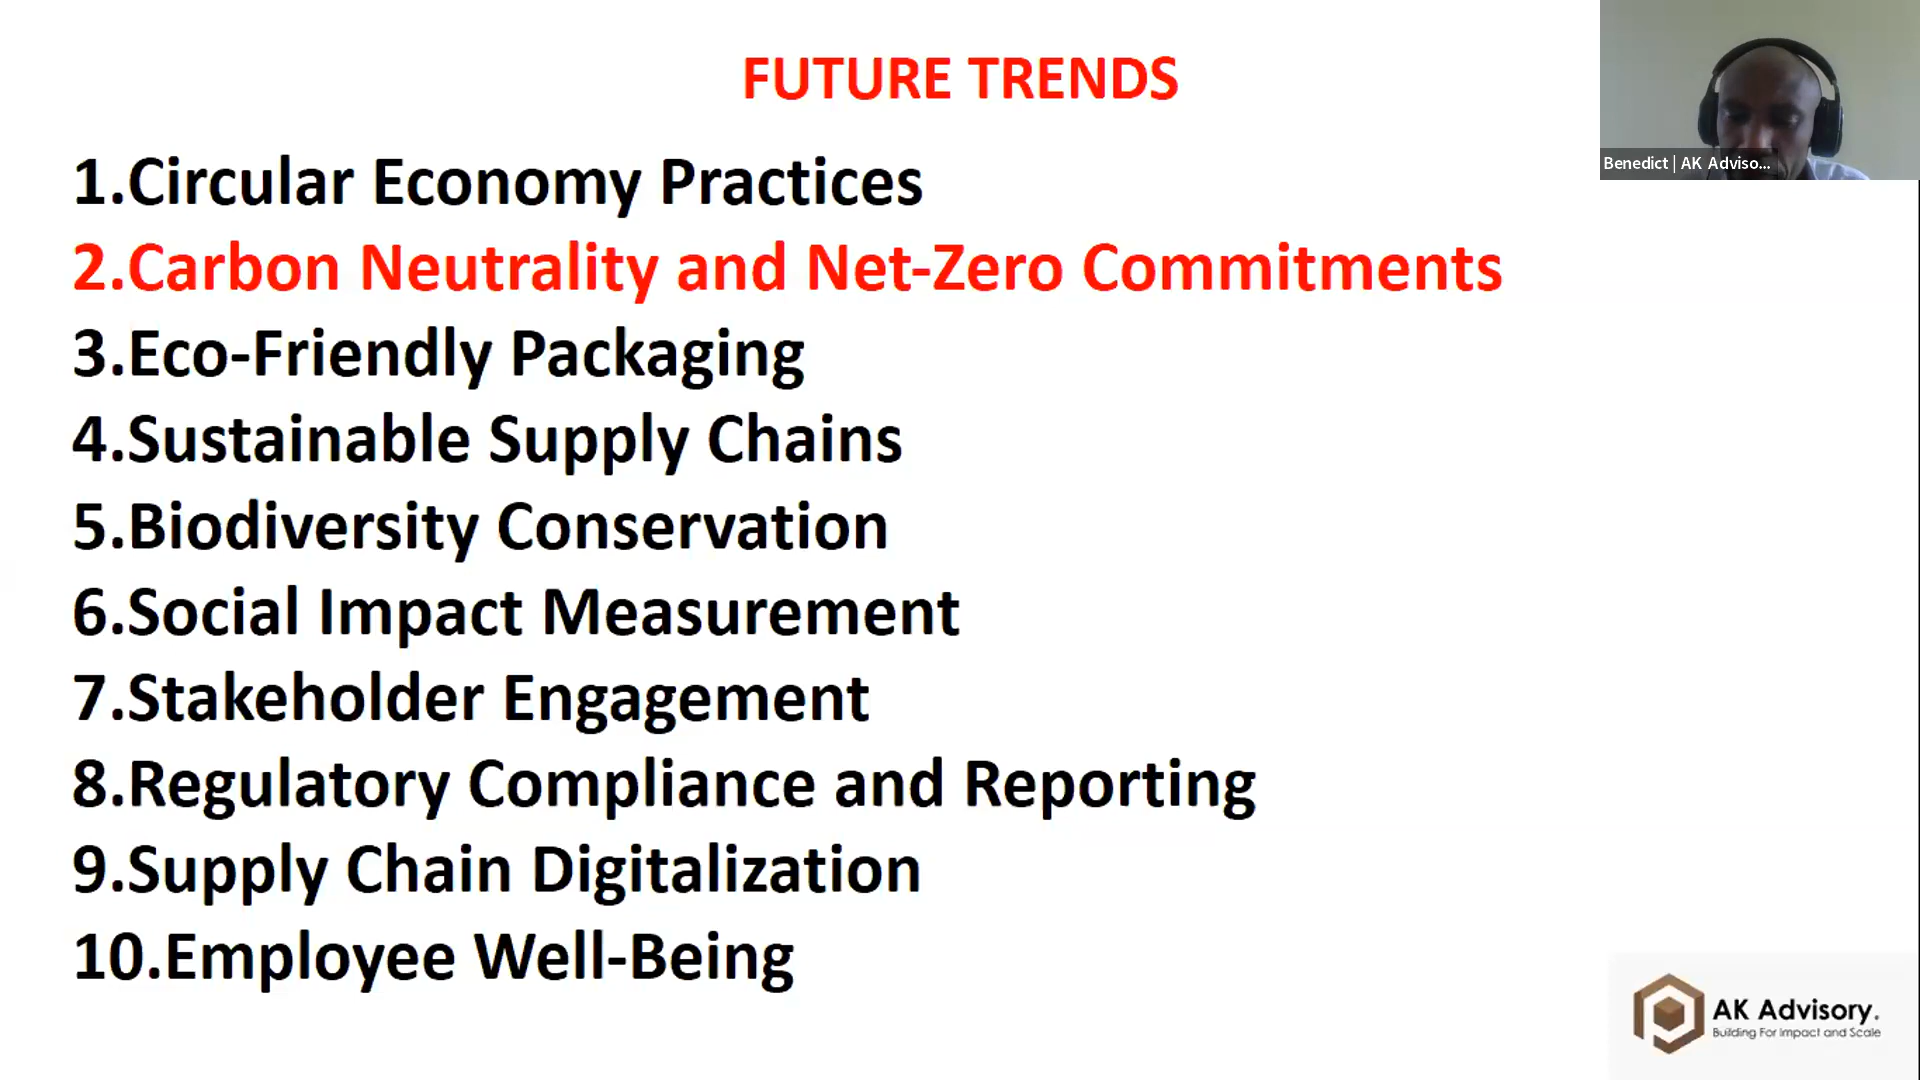 FUTURE TRENDS
1.Circular Economy Practices
2.Carbon Neutrality and Net-Zero Commitments
3.Eco-Friendly Packaging
4.Sustainable Supply Chains
5.Biodiversity Conservation
6.Social Impact Measurement
7.Stakeholder Engagement
8.Regulatory Compliance and Reporting
9.Supply Chain Digitalization
10.Employee Well-Being
Benedict | AK Adviso...
AK Advisory.
Building For Impact and Scale